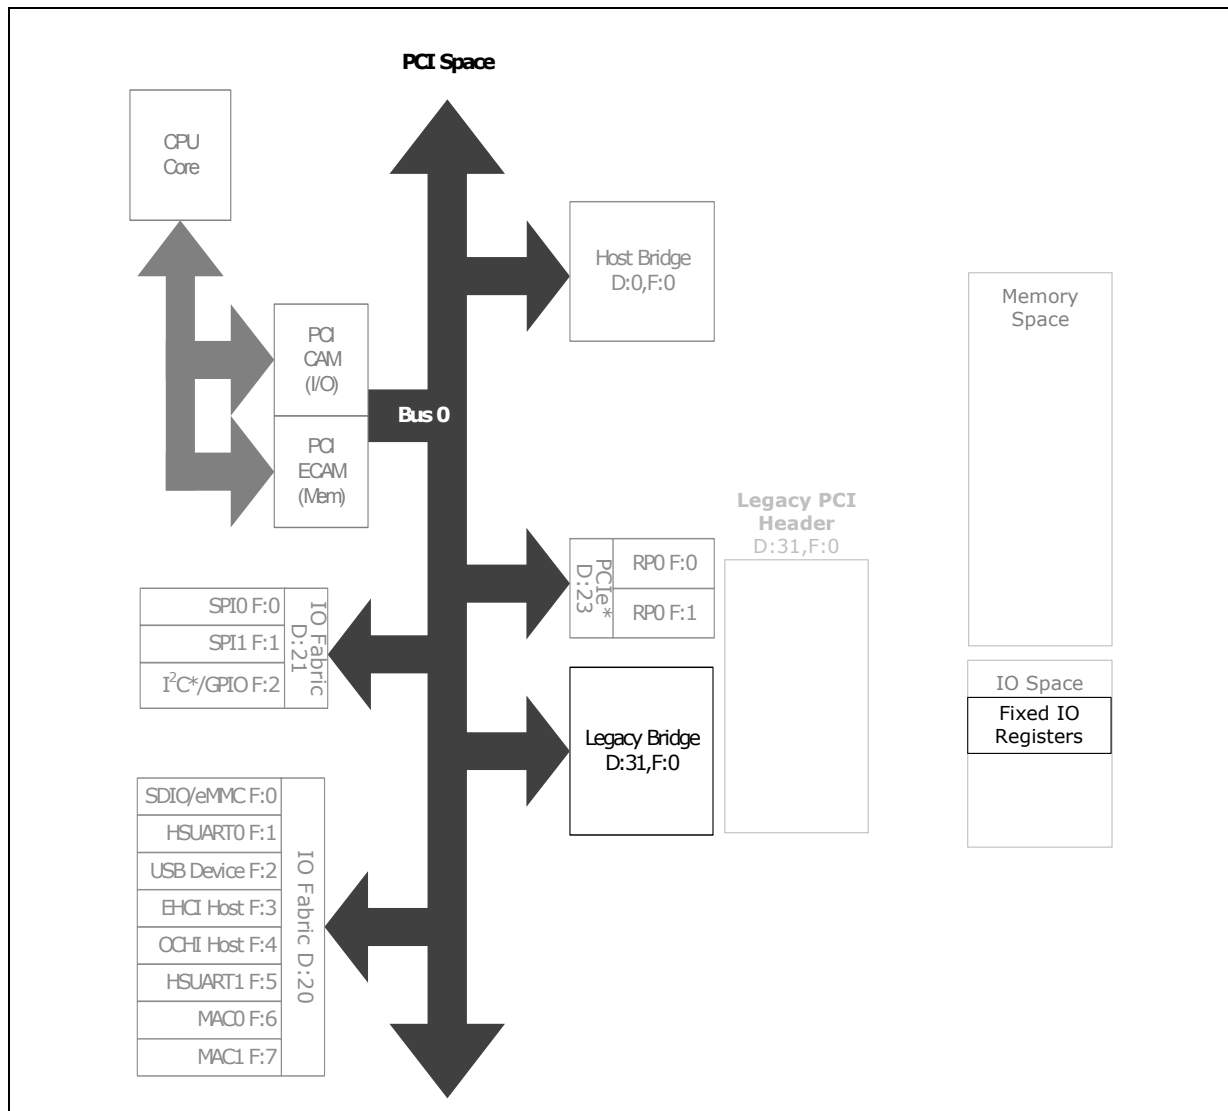 PCI Space
CPU
Core
Host Bridge
D:0,F:0
Memory
Space
PCI
CAM
(I/O)
Bus 0
PCI
ECAM
(Mem)
Legacy PCI
Header
D:31,F:0
PCIe*
D:23
RP0 F:0
RP0 F:1
SPI0 F:0
SPI1 F:1
I²C*/GPIO F:2
IO Fabric
D:21
Legacy Bridge
D:31,F:0
IO Space
Fixed IO
Registers
SDIO/eMMC F:0
HSUART0 F:1
USB Device F:2
EHCI Host F:3
OCHI Host F:4
HSUART1 F:5
MAC0 F:6
MAC1 F:7
IO Fabric D:20